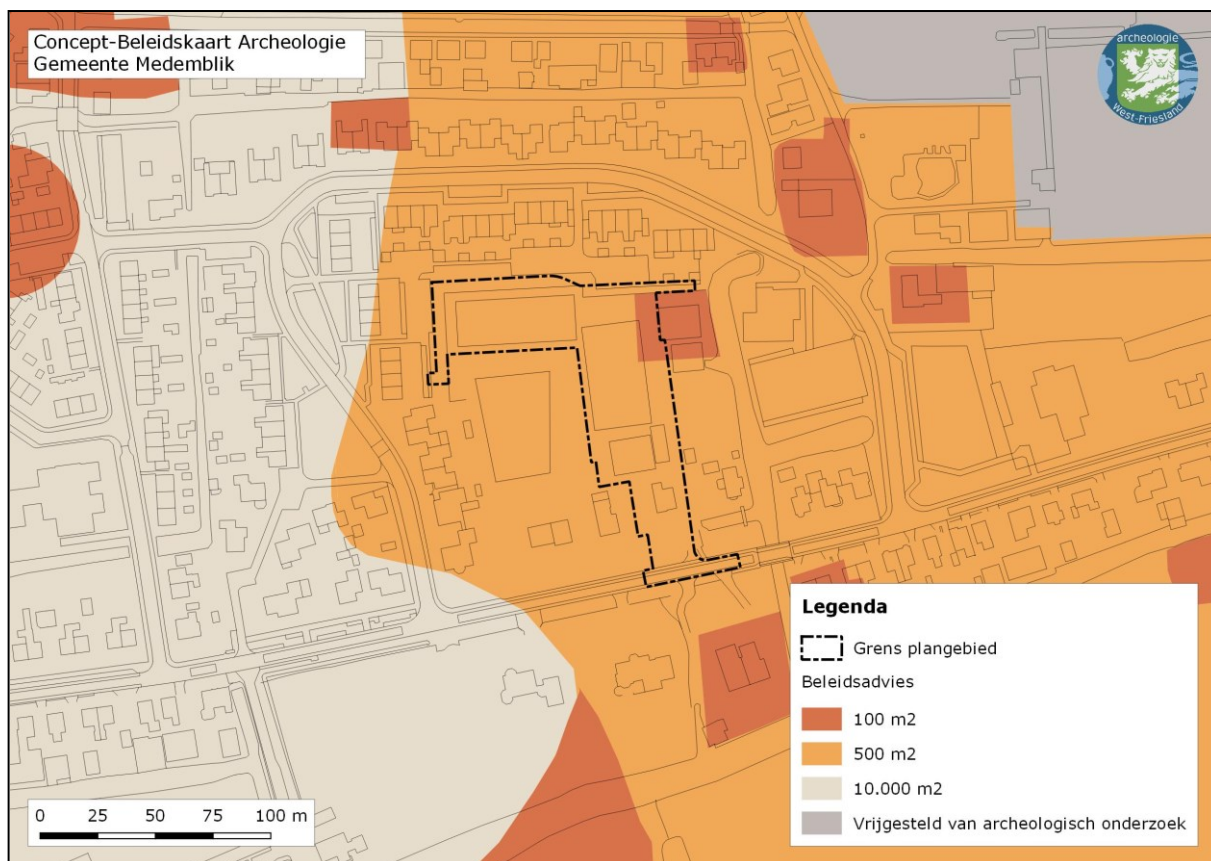 Concept-Beleidskaart Archeologie
Gemeente Medemblik
archeologie
West-Friesland
Legenda
Grens plangebied
Beleidsadvies
100 m2
500 m2
10.000 m2
Vrijgesteld van archeologisch onderzoek
0 25 50 75 100 m